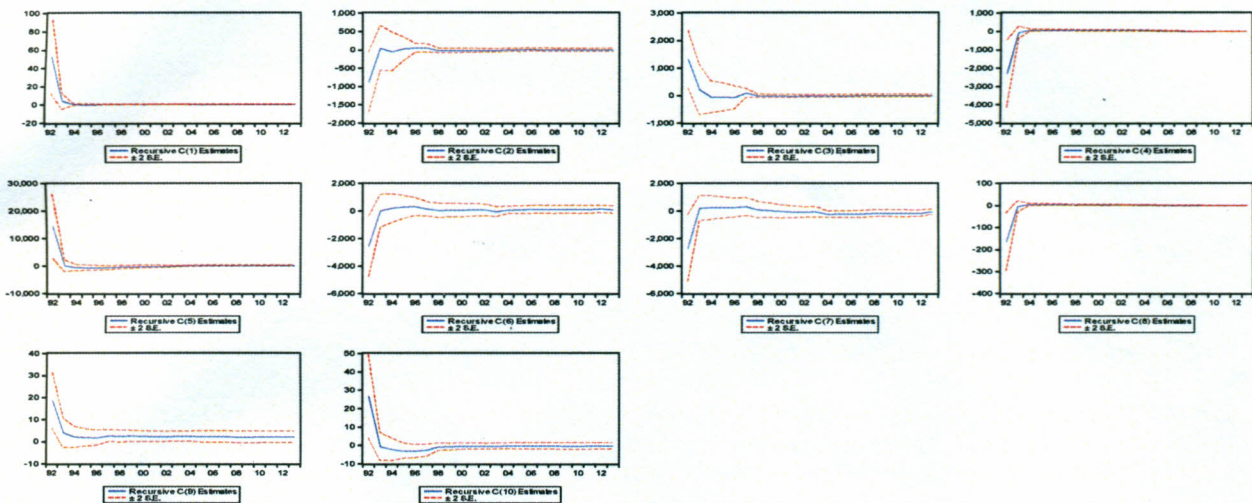 100
80
60
40
20
0
-20
92 94 96 98 00 02 04 06 08 10 12
Recursive C(1) Estimates
± 2 S.E.
1,000
500
0
-500
-1,000
-1,500
-2,000
92 94 96 98 00 02 04 06 08 10 12
Recursive C(2) Estimates
± 2 S.E.
3,000
2,000
1,000
0
-1,000
92 94 96 98 00 02 04 06 08 10 12
Recursive C(3) Estimates
± 2 S.E.
1,000
0
-1,000
-2,000
-3,000
-4,000
-5,000
92 94 96 98 00 02 04 06 08 10 12
Recursive C(4) Estimates
± 2 S.E.
30,000
20,000
10,000
0
-10,000
92 94 96 98 00 02 04 06 08 10 12
Recursive C(5) Estimates
± 2 S.E.
2,000
0
-2,000
-4,000
-6,000
92 94 96 98 00 02 04 06 08 10 12
Recursive C(6) Estimates
± 2 S.E.
2,000
0
-2,000
-4,000
-6,000
92 94 96 98 00 02 04 06 08 10 12
Recursive C(7) Estimates
± 2 S.E.
100
0
-100
-200
-300
-400
92 94 96 98 00 02 04 06 08 10 12
Recursive C(8) Estimates
± 2 S.E.
40
30
20
10
0
-10
92 94 96 98 00 02 04 06 08 10 12
Recursive C(9) Estimates
± 2 S.E.
50
40
30
20
10
0
-10
92 94 96 98 00 02 04 06 08 10 12
Recursive C(10) Estimates
± 2 S.E.